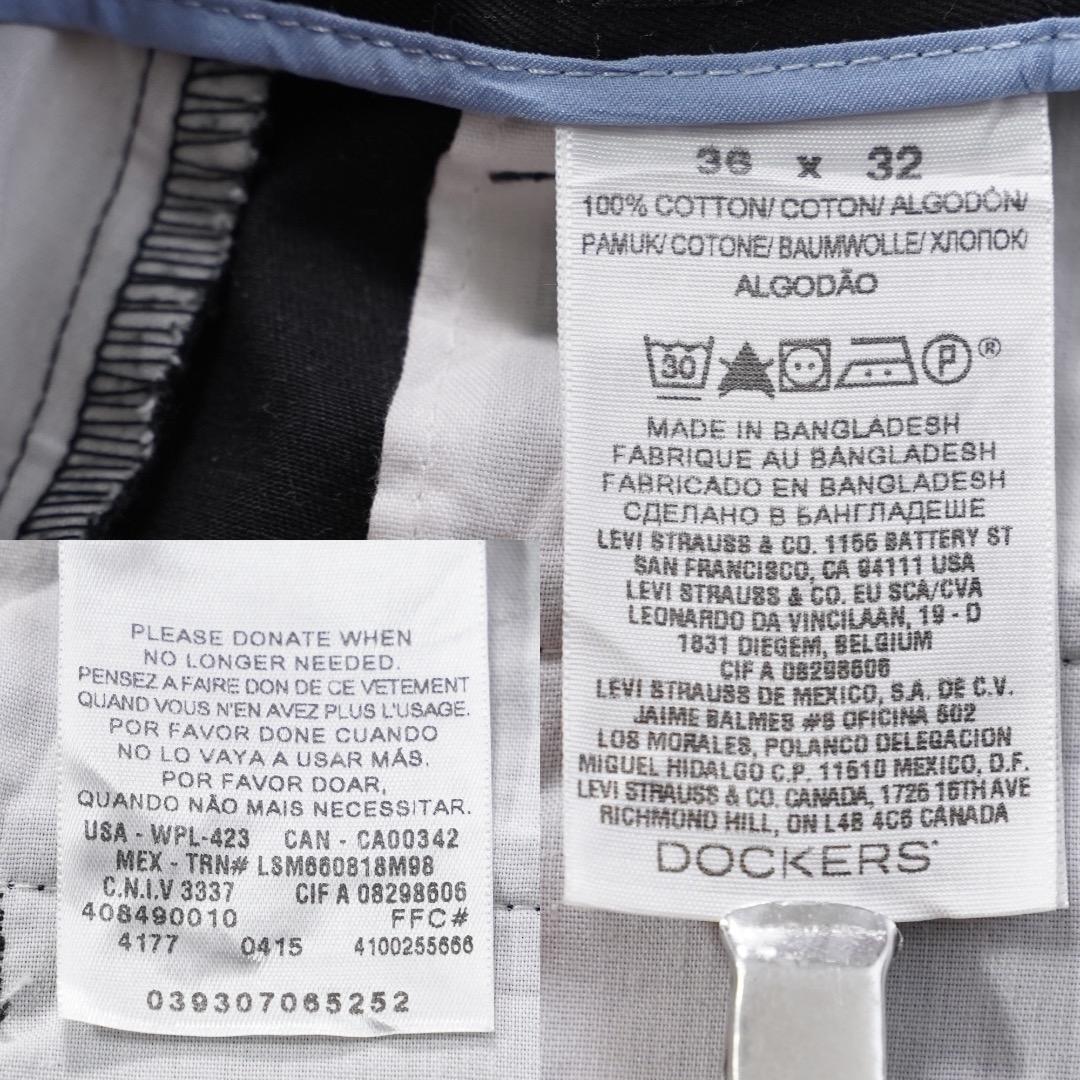 36 x 32
100% COTTON/ COTON/ ALGODÓN/
PAMUK/ COTONE/ BAUMWOLLE/ ХЛОПОК/
ALGODÃO
30
P
®
MADE IN BANGLADESH
FABRIQUE AU BANGLADESH
FABRICADO EN BANGLADESH
СДЕЛАНО В БАНГЛАДЕШЕ
LEVI STRAUSS & CO. 1155 BATTERY ST
SAN FRANCISCO, CA 94111 USA
LEVI STRAUSS & CO. EU SCA/CVA
LEONARDO DA VINCILAAN, 19 - D
1831 DIEGEM, BELGIUM
CIF A 08298606
LEVI STRAUSS DE MEXICO, S.A. DE C.V.
JAIME BALMES #8 OFICINA 602
LOS MORALES, POLANCO DELEGACION
MIGUEL HIDALGO C.P. 11510 MEXICO, D.F.
LEVI STRAUSS & CO. CANADA, 1725 16TH AVE
RICHMOND HILL, ON L4B 4C6 CANADA
DOCKERS
PLEASE DONATE WHEN
NO LONGER NEEDED.
PENSEZ A FAIRE DON DE CE VETEMENT
QUAND VOUS N'EN AVEZ PLUS L'USAGE.
POR FAVOR DONE CUANDO
NO LO VAYA A USAR MÁS.
POR FAVOR DOAR,
QUANDO NÃO MAIS NECESSITAR.
USA - WPL-423 CAN - CA00342
MEX - TRN# LSM660818M98
C.N.I.V 3337 CIF A 08298606
408490010 FFC#
4177 0415 4100255666
039307065252